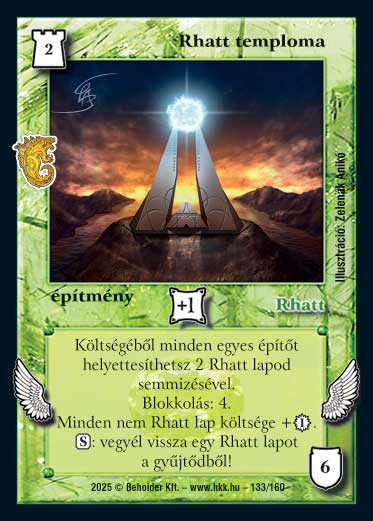 2
Rhatt temploma
Illusztráció: Zelenák Anikó
építmény
+1
Rhatt
Költségéből minden egyes építőt
helyettesíthetsz 2 Rhatt lapod
semmizésével.
Blokkolás: 4.
Minden nem Rhatt lap költsége +1.
S: vegyél vissza egy Rhatt lapot
a gyűjtődből!
6
2025 © Beholder Kft. – www.hkk.hu – 133/160